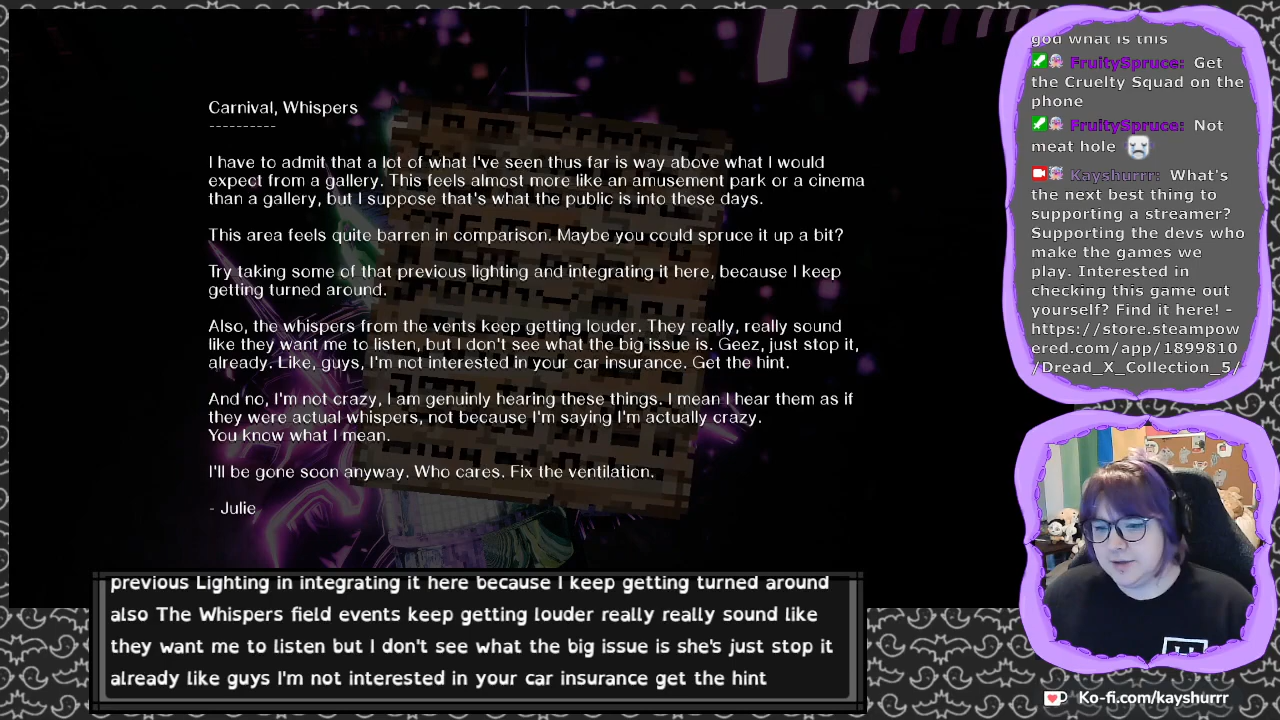 Carnival, Whispers
----------
I have to admit that a lot of what I've seen thus far is way above what I would
expect from a gallery. This feels almost more like an amusement park or a cinema
than a gallery, but I suppose that's what the public is into these days.
This area feels quite barren in comparison. Maybe you could spruce it up a bit?
Try taking some of that previous lighting and integrating it here, because I keep
getting turned around.
Also, the whispers from the vents keep getting louder. They really, really sound
like they want me to listen, but I don't see what the big issue is. Geez, just stop it,
already. Like, guys, I'm not interested in your car insurance. Get the hint.
And no, I'm not crazy, I am genuinly hearing these things. I mean I hear them as if
they were actual whispers, not because I'm saying I'm actually crazy.
You know what I mean.
I'll be gone soon anyway. Who cares. Fix the ventilation.
- Julie
previous Lighting in integrating it here because I keep getting turned around
also The Whispers field events keep getting louder really really sound like
they want me to listen but I don't see what the big issue is she's just stop it
already like guys I'm not interested in your car insurance get the hint
god what is this
FruitySpruce: Get
the Cruelty Squad on the
phone
FruitySpruce: Not
meat hole
Kayshurrr: What's
the next best thing to
supporting a streamer?
Supporting the devs who
make the games we
play. Interested in
checking this game out
yourself? Find it here! -
https://store.steampow
ered.com/app/1899810
/Dread_X_Collection_5/
Ko-fi.com/kayshurrr